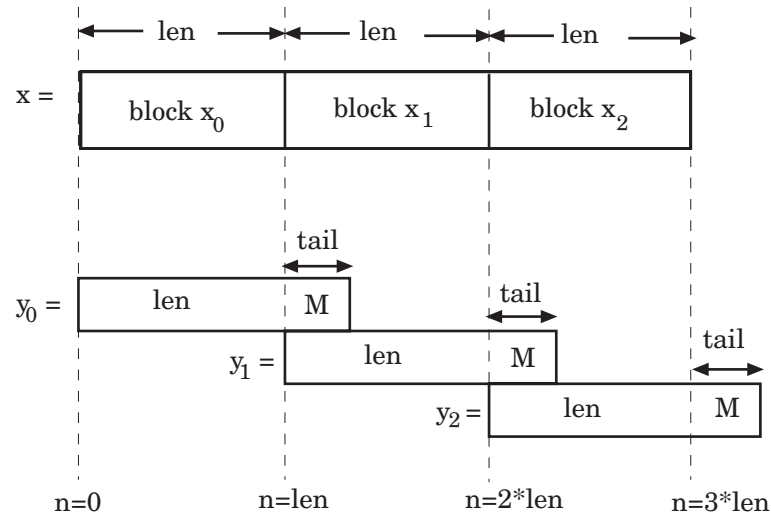 len len len
x = block x0 block x1 block x2
tail
y0 = len M
tail
y1 = len M
tail
y2 = len M
n=0 n=len n=2*len n=3*len